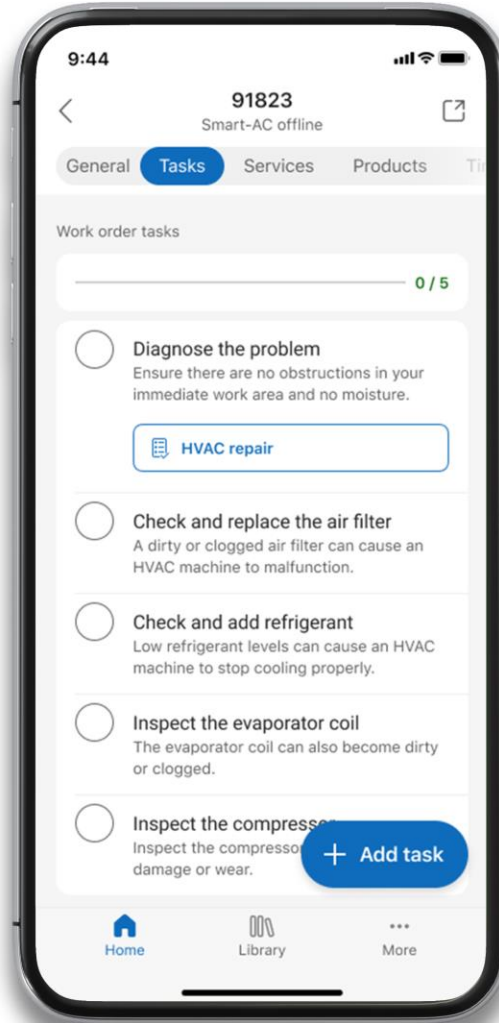 9:44
91823
Smart-AC offline
General Tasks Services Products
Work order tasks
0 / 5
Diagnose the problem
Ensure there are no obstructions in your
immediate work area and no moisture.
HVAC repair
Check and replace the air filter
A dirty or clogged air filter can cause an
HVAC machine to malfunction.
Check and add refrigerant
Low refrigerant levels can cause an HVAC
machine to stop cooling properly.
Inspect the evaporator coil
The evaporator coil can also become dirty
or clogged.
Inspect the compressor
Inspect the compressor
damage or wear.
+ Add task
Home Library More